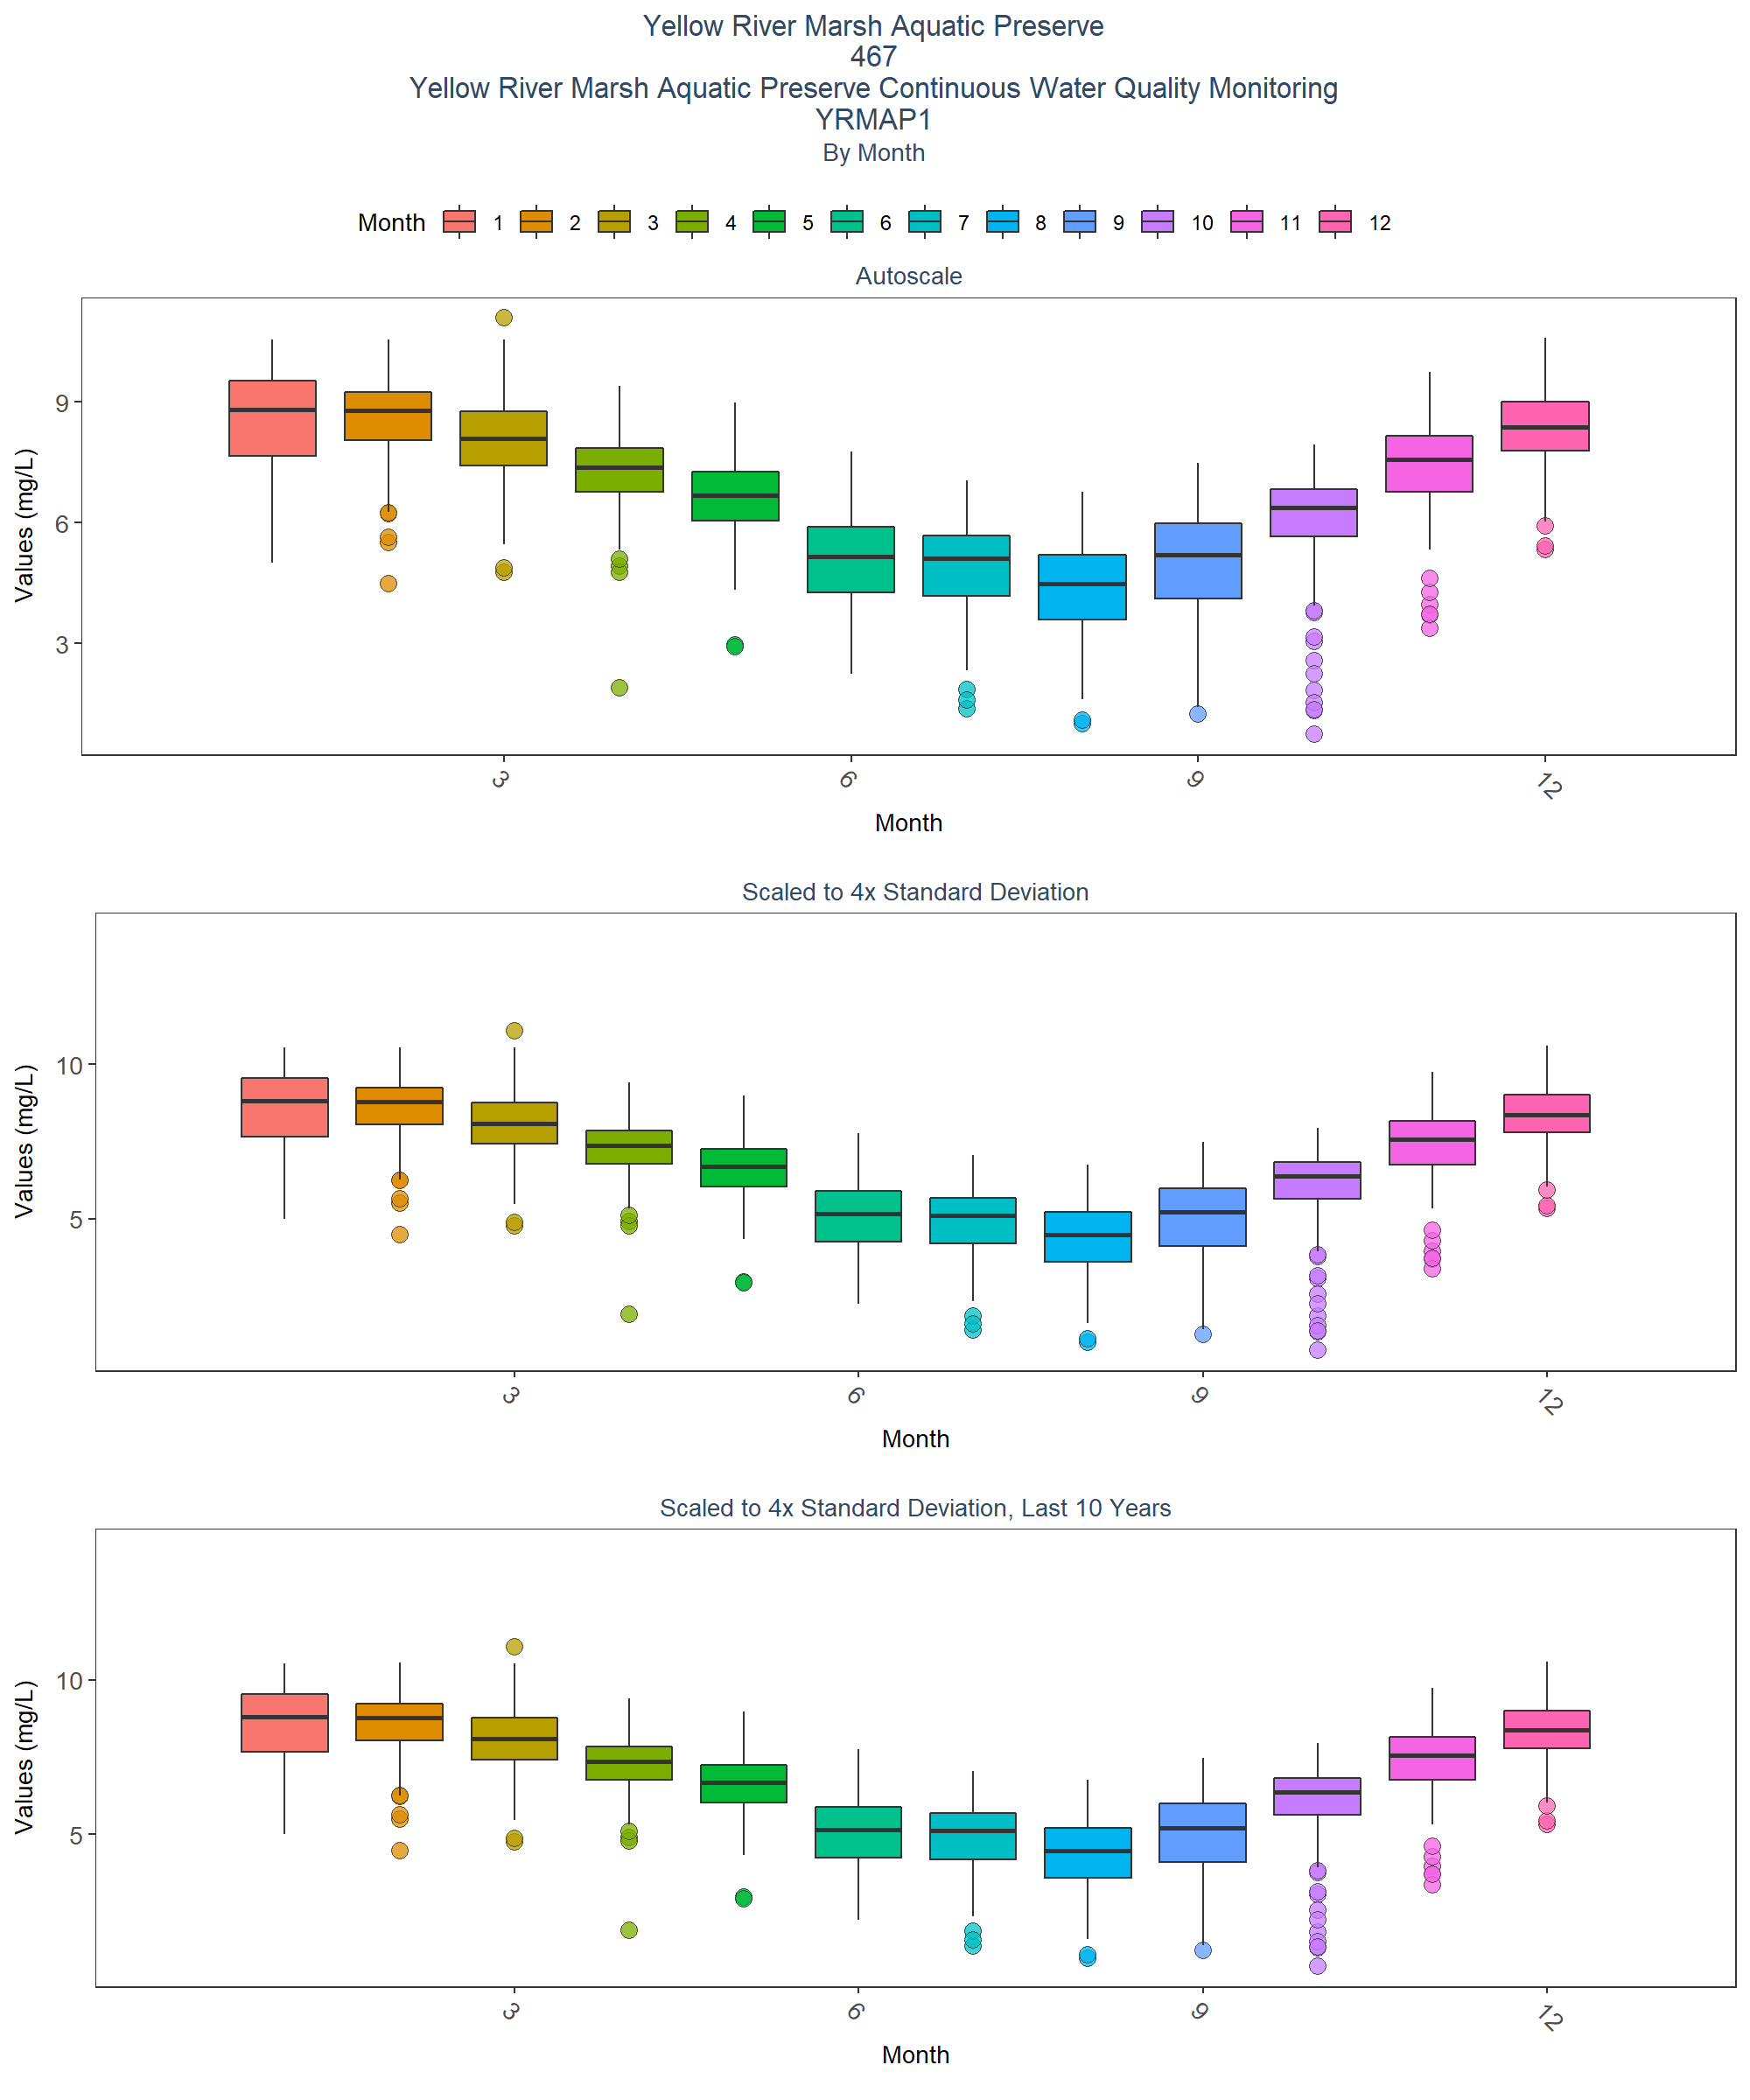 Yellow River Marsh Aquatic Preserve
467
Yellow River Marsh Aquatic Preserve Continuous Water Quality Monitoring
YRMAP1
By Month
Month 1 2 3 4 5 6 7 8 9 10 11 12
Autoscale
Values (mg/L)
9
6
3
3 6 9 12
Month
Scaled to 4x Standard Deviation
Values (mg/L)
10
5
3 6 9 12
Month
Scaled to 4x Standard Deviation, Last 10 Years
Values (mg/L)
10
5
3 6 9 12
Month